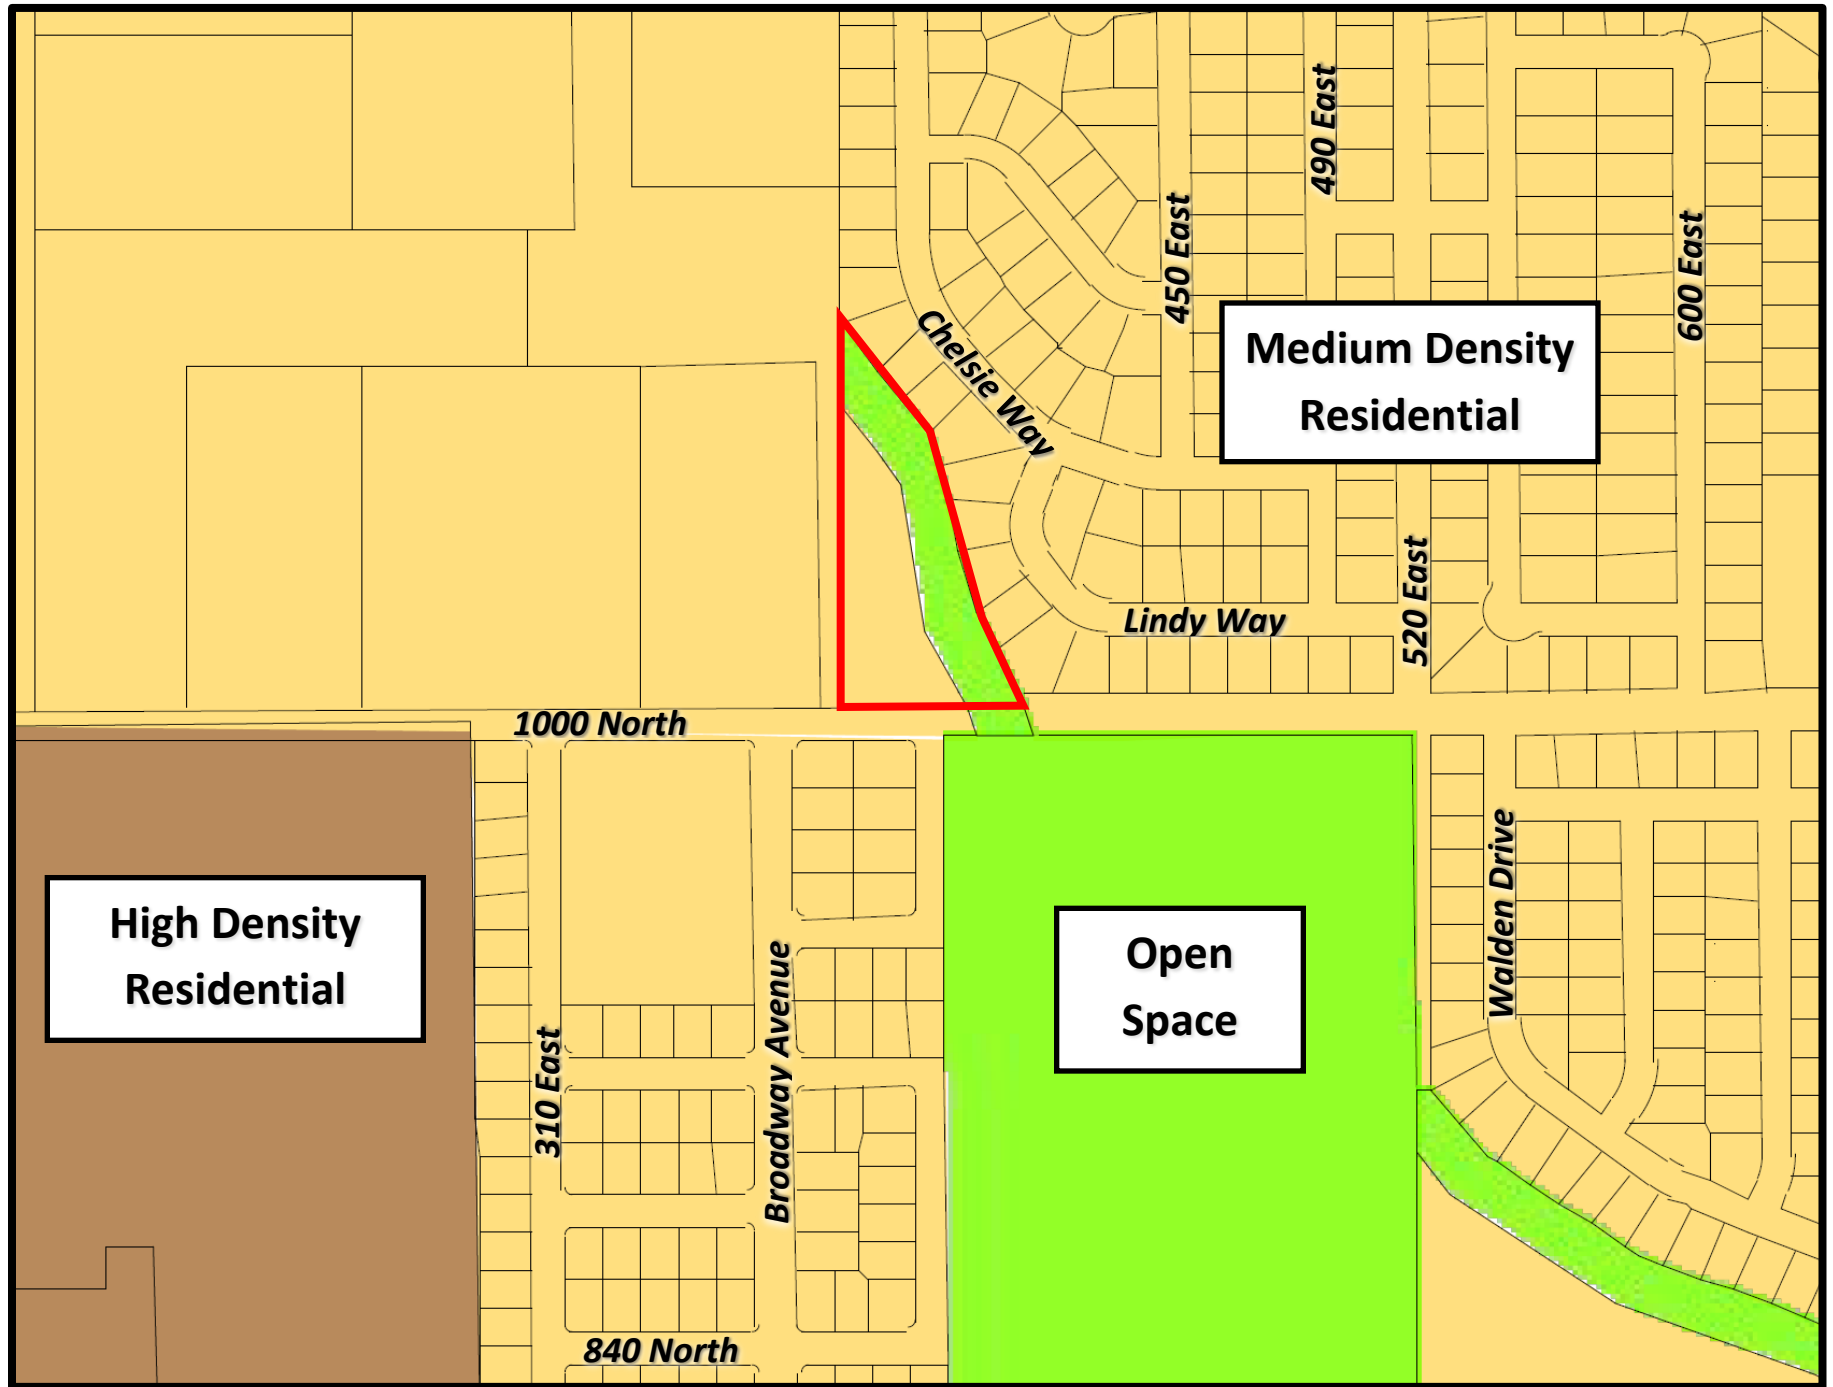 490 East
450 East
600 East
Chelsie Way
Medium Density
Residential
520 East
Lindy Way
1000 North
Walden Drive
High Density
Residential
Open
Space
Broadway Avenue
310 East
840 North